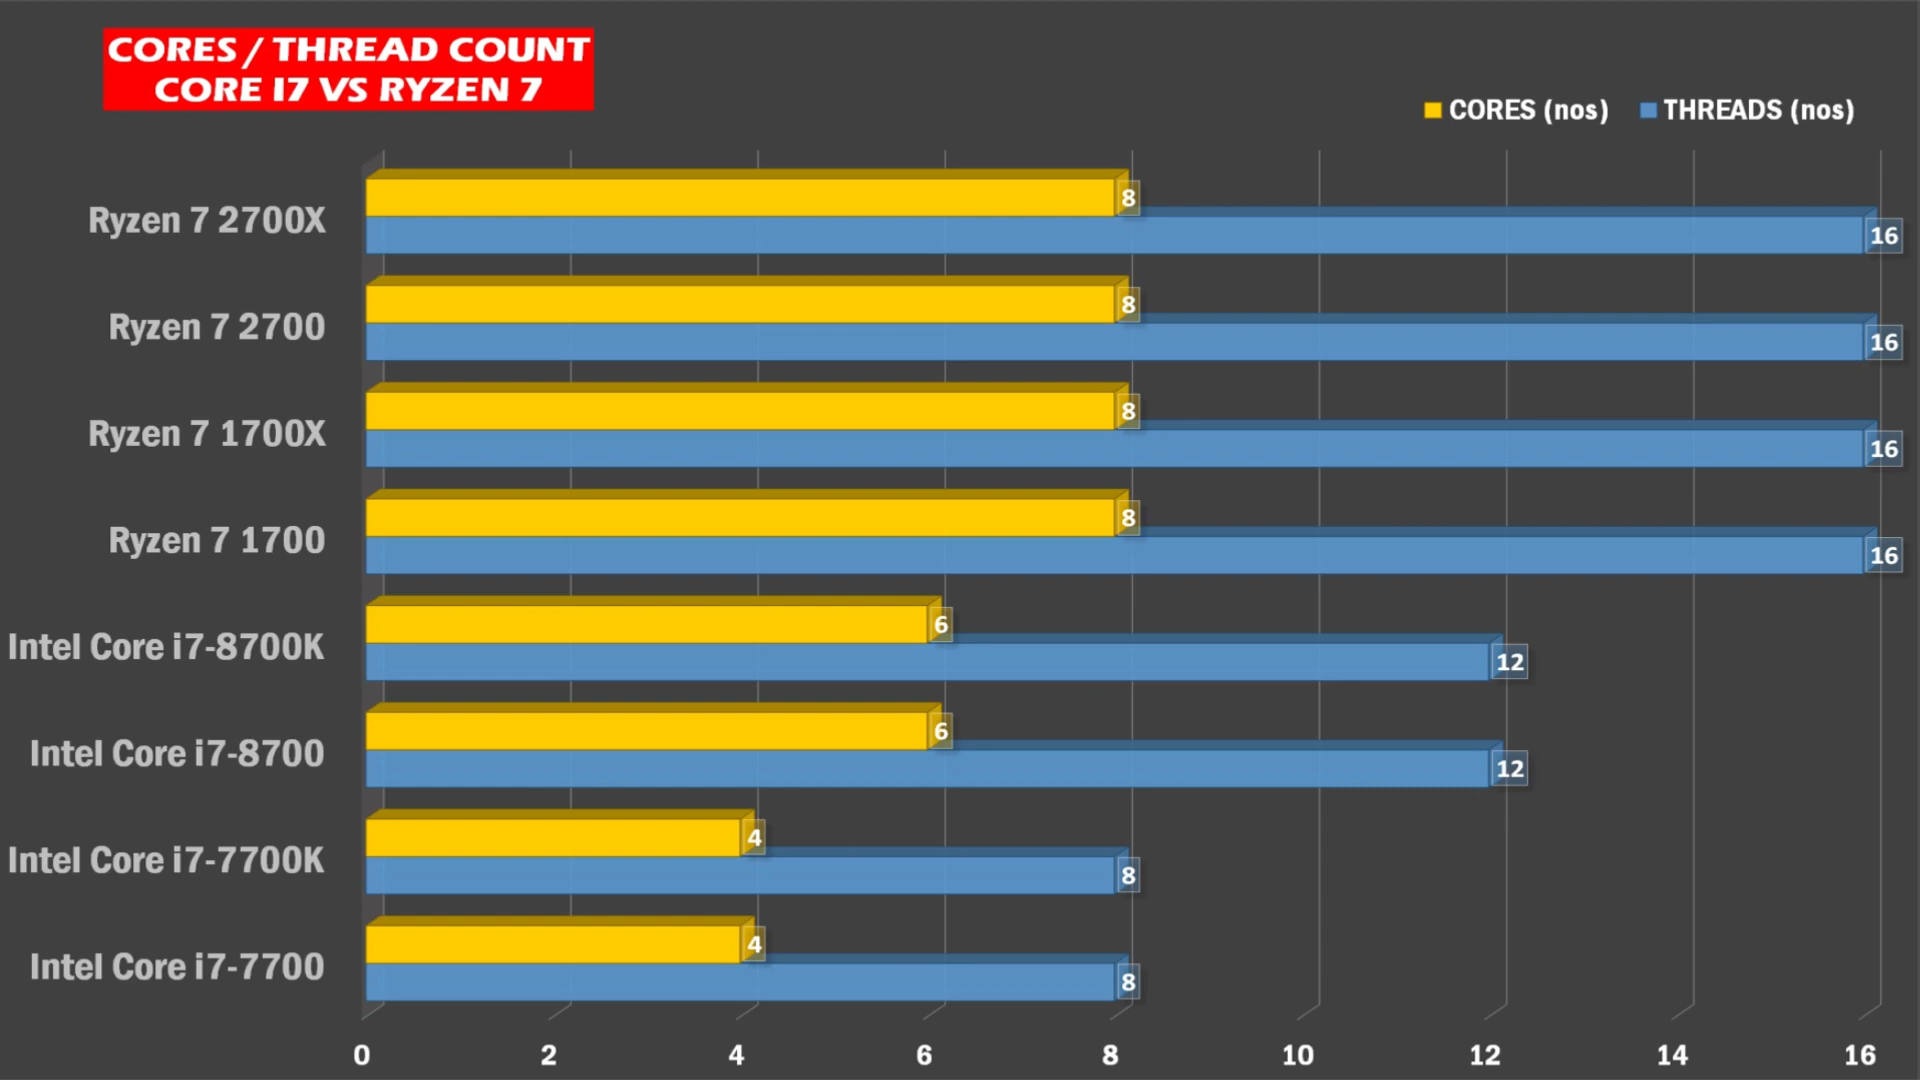 CORES / THREAD COUNT
CORE I7 VS RYZEN 7
CORES (nos) THREADS (nos)
Ryzen 7 2700X 8
16
Ryzen 7 2700 8
16
Ryzen 7 1700X 8
16
Ryzen 7 1700 8
16
Intel Core i7-8700K 6
12
Intel Core i7-8700 6
12
Intel Core i7-7700K 4
8
Intel Core i7-7700 4
8
0 2 4 6 8 10 12 14 16